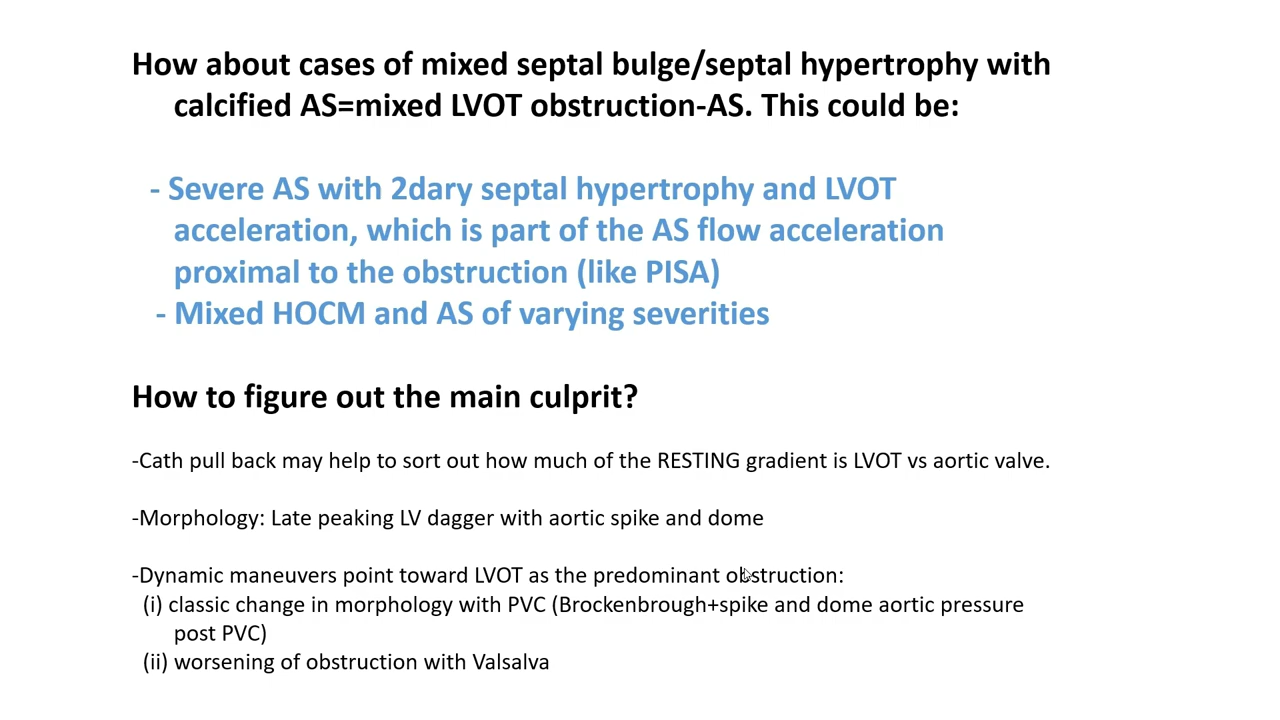 How about cases of mixed septal bulge/septal hypertrophy with
calcified AS=mixed LVOT obstruction-AS. This could be:
- Severe AS with 2dary septal hypertrophy and LVOT
acceleration, which is part of the AS flow acceleration
proximal to the obstruction (like PISA)
- Mixed HOCM and AS of varying severities
How to figure out the main culprit?
-Cath pull back may help to sort out how much of the RESTING gradient is LVOT vs aortic valve.
-Morphology: Late peaking LV dagger with aortic spike and dome
-Dynamic maneuvers point toward LVOT as the predominant obstruction:
(i) classic change in morphology with PVC (Brockenbrough+spike and dome aortic pressure
post PVC)
(ii) worsening of obstruction with Valsalva